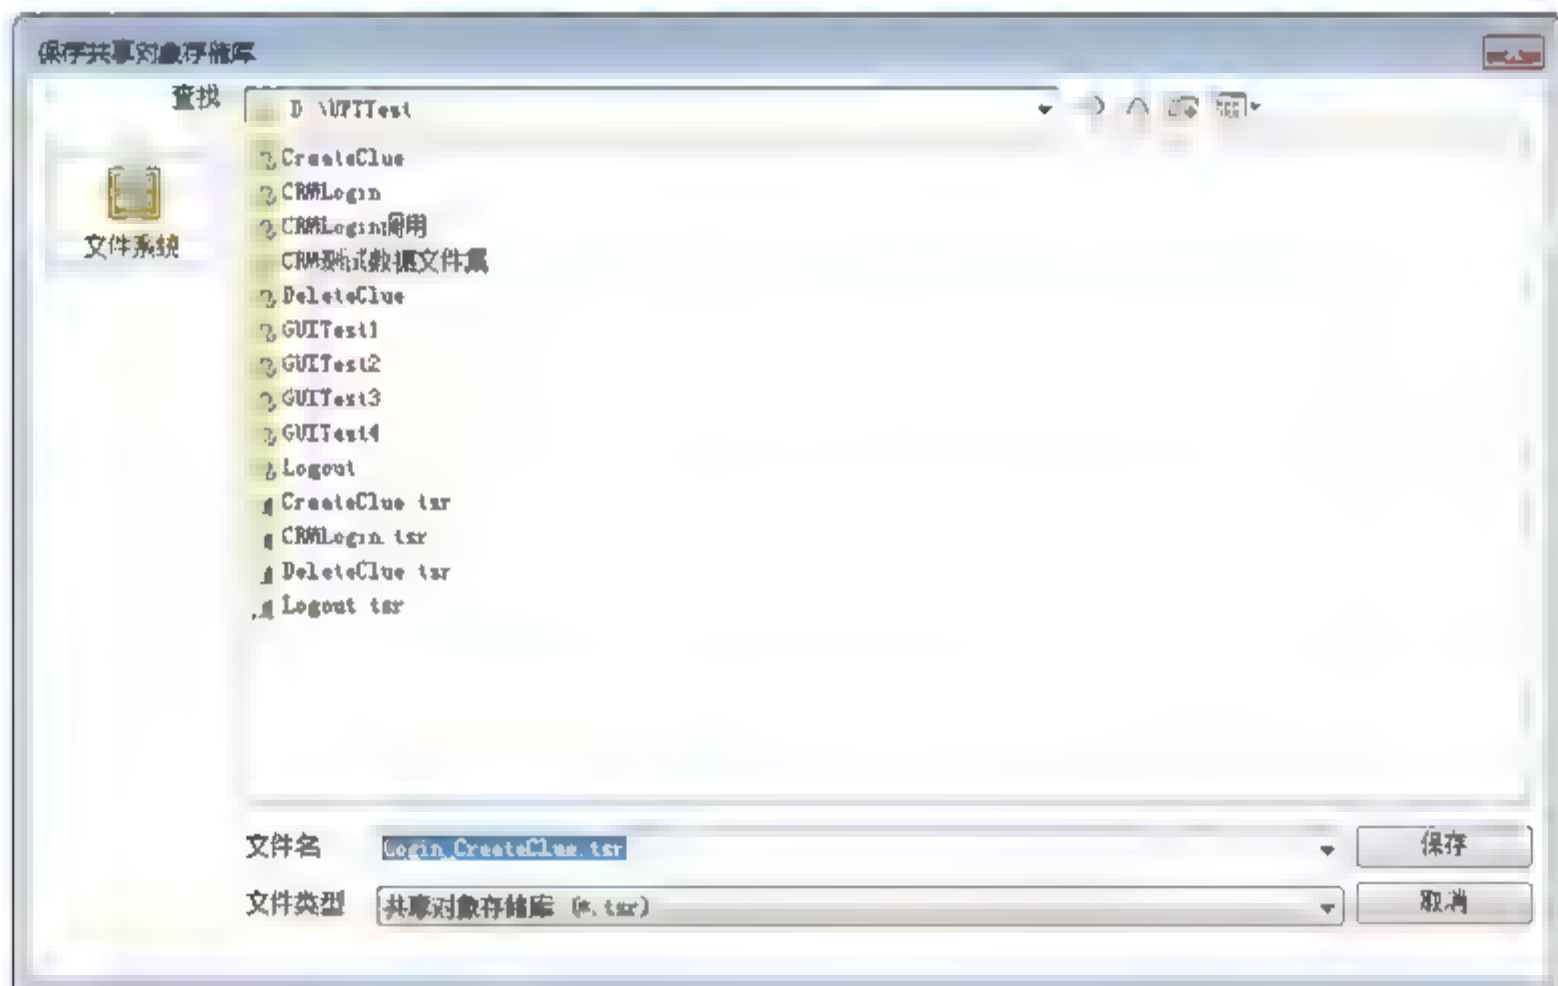 保存共享对象存储库
查找 D \UFTTest
文件系统
CreateClue
CRMLogin
CRMLogin调用
CRM测试数据文件集
DeleteClue
GUITest1
GUITest2
GUITest3
GUITest4
Logout
CreateClue tsr
CRMLogin. tsr
DeleteClue tsr
Logout tsr
文件名 Login_CreateClue.tsr 保存
文件类型 共享对象存储库 (*.tsr) 取消